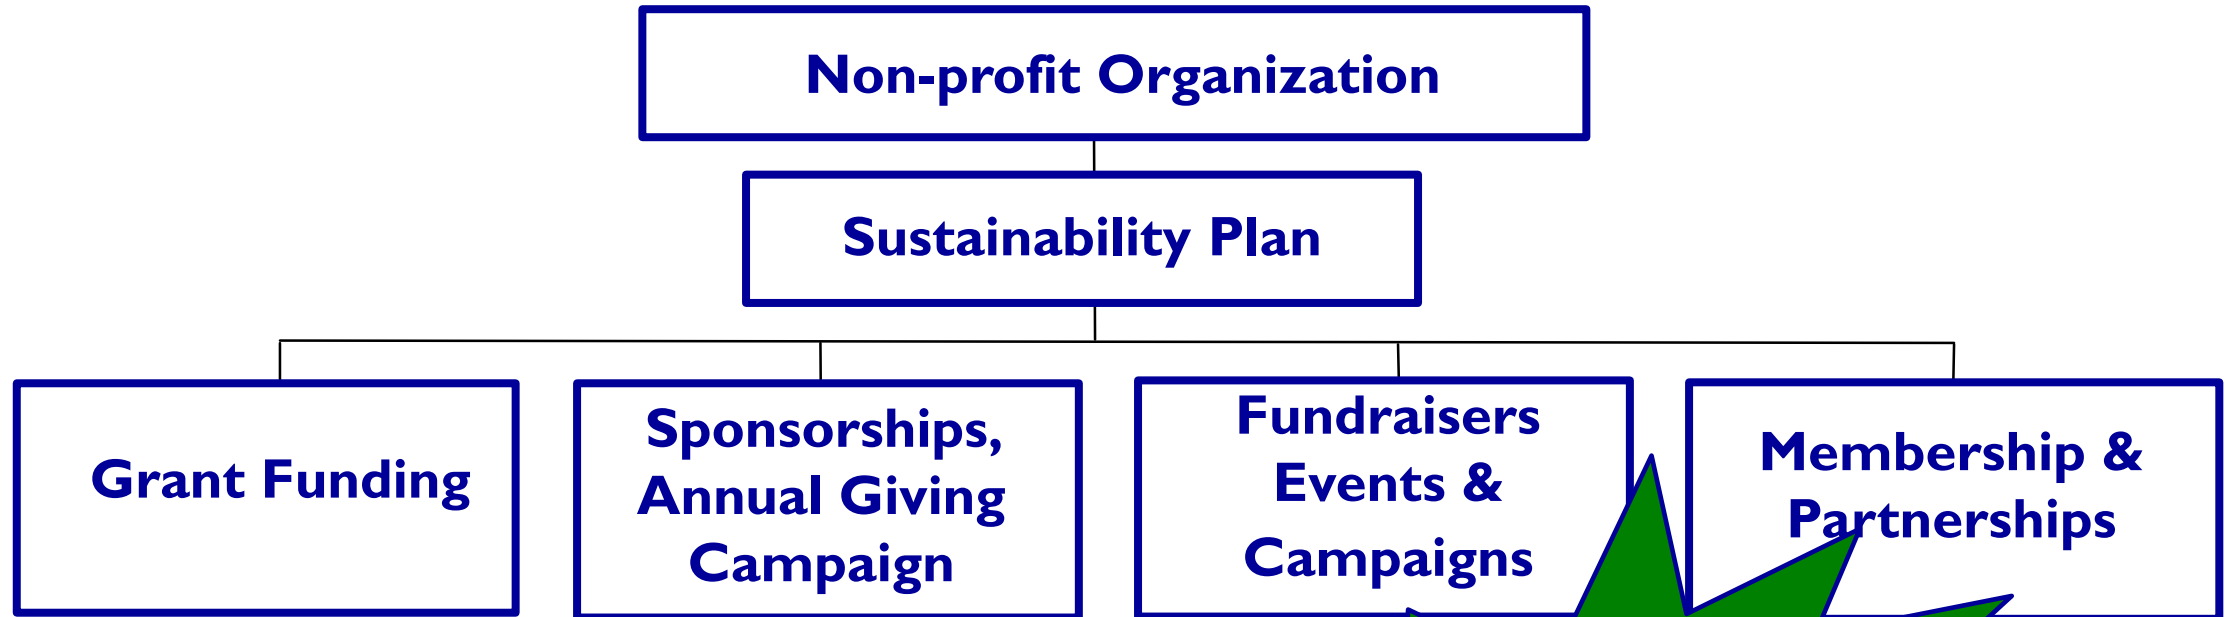 Non-profit Organization
Sustainability Plan
Grant Funding
Sponsorships,
Annual Giving
Campaign
Fundraisers
Events &
Campaigns
Membership &
Partnerships